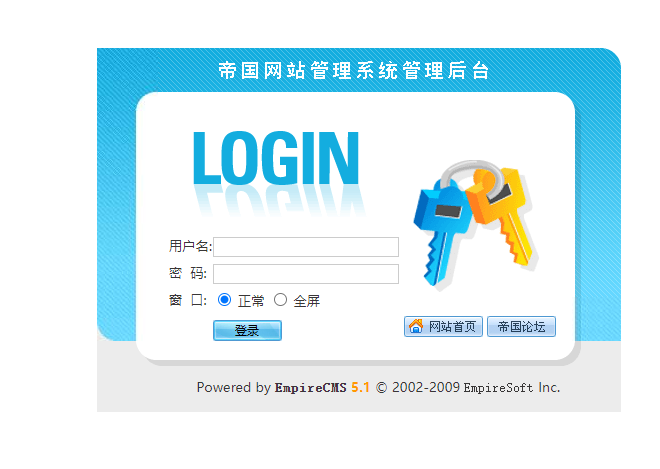 帝国网站管理系统管理后台
LOGIN
用户名:
密 码:
窗 口: 正常 全屏
登录 网站首页 帝国论坛
Powered by EmpireCMS 5.1 © 2002-2009 EmpireSoft Inc.